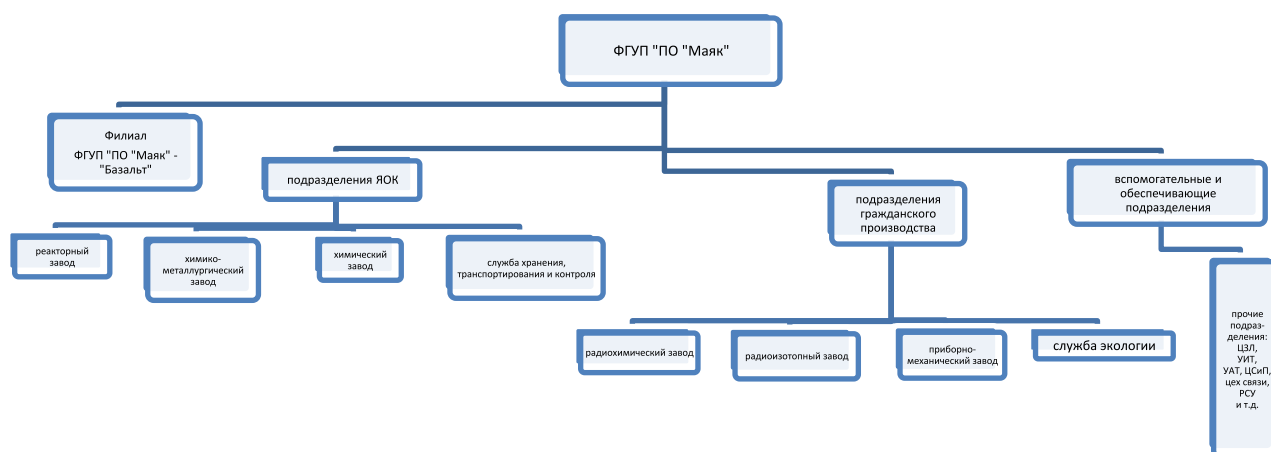 ФГУП "ПО "Маяк"
Филиал
ФГУП "ПО "Маяк" -
"Базальт"
подразделения ЯОК
подразделения
гражданского
производства
вспомогательные и
обеспечивающие
подразделения
реакторный
завод
химико-
металлургический
завод
химический
завод
служба хранения,
транспортирования и контроля
радиохимический завод
радиоизотопный завод
приборно-
механический завод
служба экологии
прочие
подраз-
деления:
ЦЗЛ,
УИТ,
УАТ, ЦСиП,
цех связи,
РСУ
и т.д.